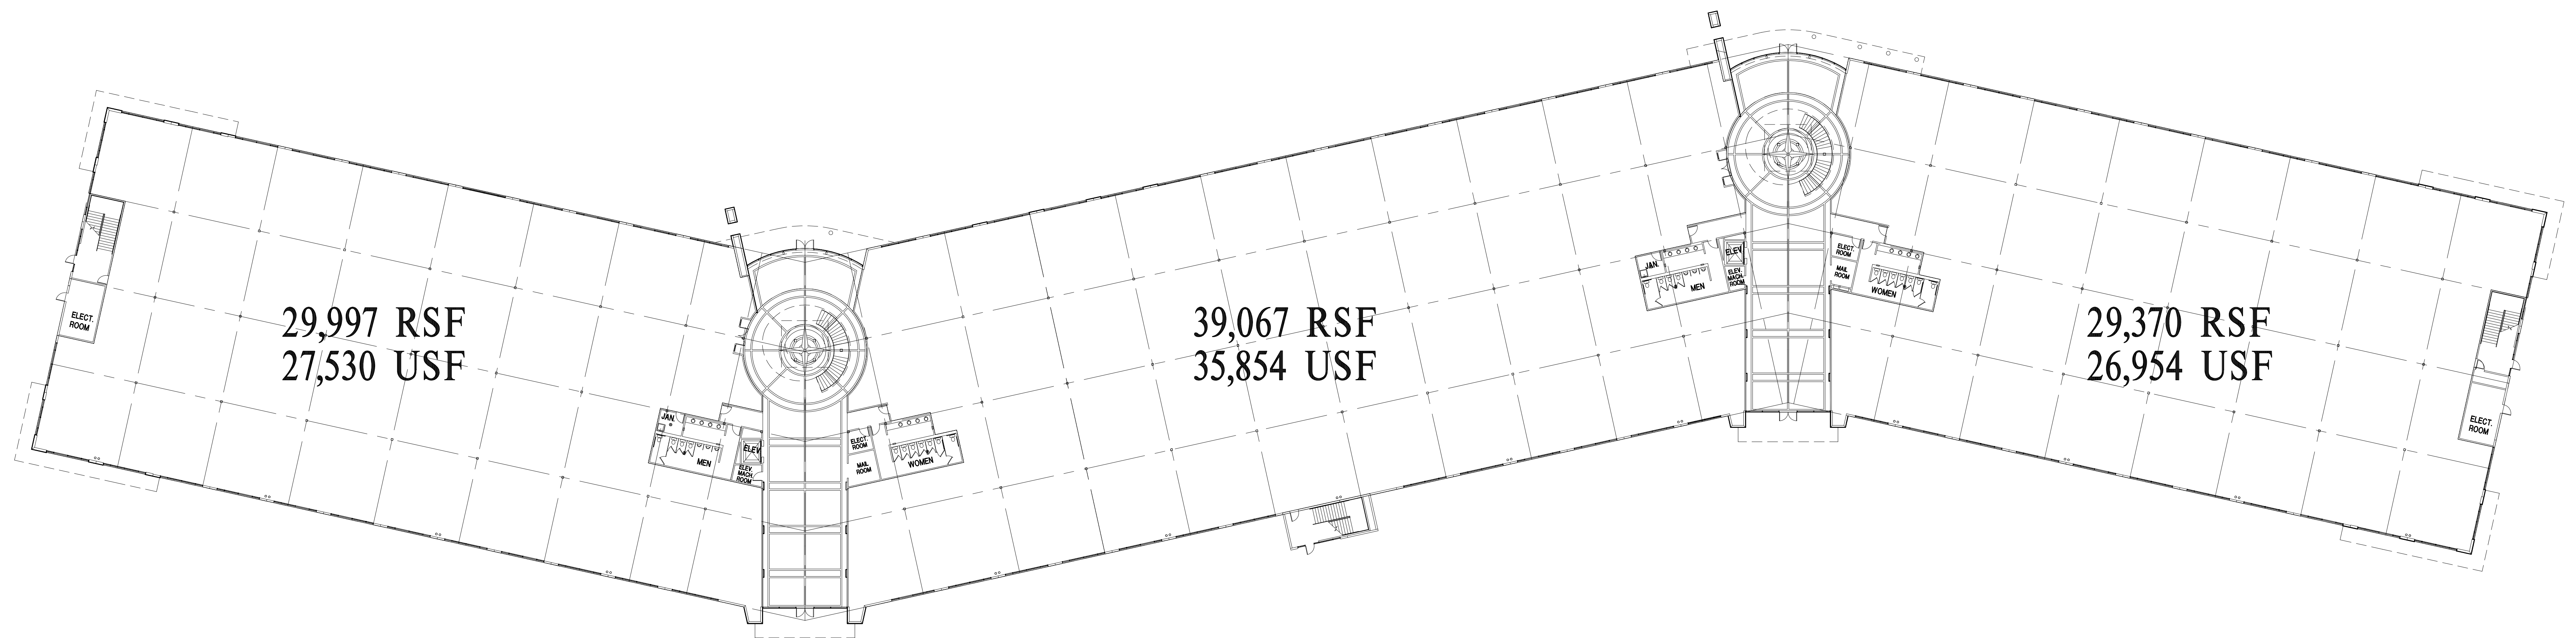 ELECT.
ROOM
29,997 RSF
27,530 USF
JAN.
MEN
ELEV.
ELEV.
MACH.
ROOM
ELECT.
ROOM
MAIL
ROOM
WOMEN
39,067 RSF
35,854 USF
JAN.
MEN
ELEV.
ELEV.
MACH.
ROOM
ELECT.
ROOM
MAIL
ROOM
WOMEN
29,370 RSF
26,954 USF
ELECT.
ROOM